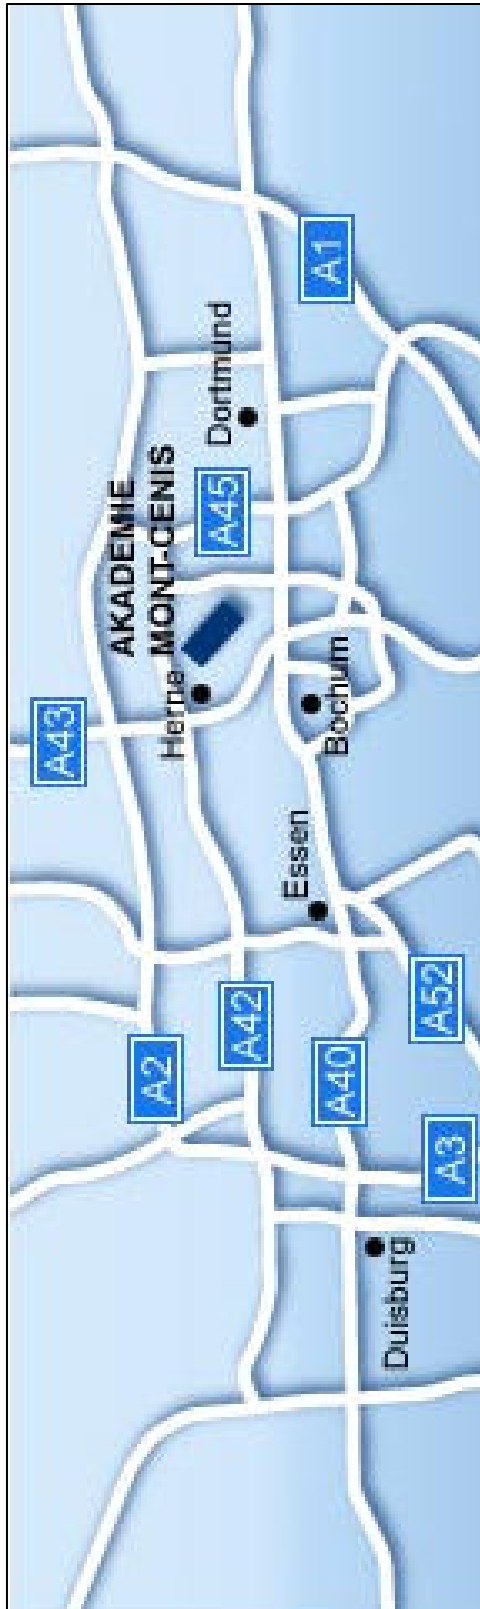 A43
A2
AKADEMIE
MONT-CENIS
Herne
A42
A45
Dortmund
Essen
A40
Bochum
A1
Duisburg
A52
A3